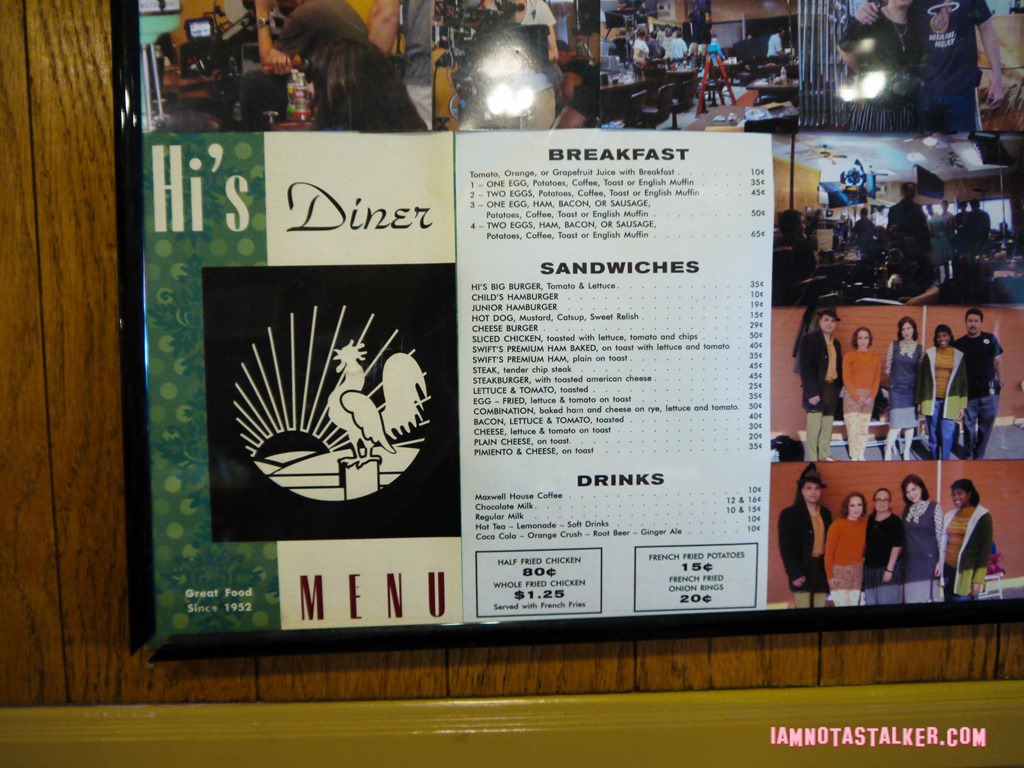 MIAMI
HEAT
Hi's
Diner
Great Food
Since 1952
MENU
BREAKFAST
Tomato, Orange, or Grapefruit Juice with Breakfast . . . . . . . 10¢
1 – ONE EGG, Potatoes, Coffee, Toast or English Muffin . . . . . 35¢
2 – TWO EGGS, Potatoes, Coffee, Toast or English Muffin . . . . . 45¢
3 – ONE EGG, HAM, BACON, OR SAUSAGE,
Potatoes, Coffee, Toast or English Muffin . . . . . . . 50¢
4 – TWO EGGS, HAM, BACON, OR SAUSAGE,
Potatoes, Coffee, Toast or English Muffin . . . . . . . 65¢
SANDWICHES
HI'S BIG BURGER, Tomato & Lettuce . . . . . . . 35¢
CHILD'S HAMBURGER . . . . . . . 10¢
JUNIOR HAMBURGER . . . . . . . 19¢
HOT DOG, Mustard, Catsup, Sweet Relish . . . . . . . 15¢
CHEESE BURGER . . . . . . . 29¢
SLICED CHICKEN, toasted with lettuce, tomato and chips . . . . . 50¢
SWIFT'S PREMIUM HAM BAKED, on toast with lettuce and tomato . 40¢
SWIFT'S PREMIUM HAM, plain on toast . . . . . . . 35¢
STEAK, tender chip steak . . . . . . . 45¢
STEAKBURGER, with toasted american cheese . . . . . . . 45¢
LETTUCE & TOMATO, toasted . . . . . . . 25¢
EGG – FRIED, lettuce & tomato on toast . . . . . . . 35¢
COMBINATION, baked ham and cheese on rye, lettuce and tomato. 50¢
BACON, LETTUCE & TOMATO, toasted . . . . . . . 40¢
CHEESE, lettuce & tomato on toast . . . . . . . 30¢
PLAIN CHEESE, on toast. . . . . . . 20¢
PIMIENTO & CHEESE, on toast . . . . . . . 35¢
DRINKS
Maxwell House Coffee . . . . . . . 10¢
Chocolate Milk . . . . . . . 12 & 16¢
Regular Milk . . . . . . . 10 & 15¢
Hot Tea – Lemonade – Soft Drinks . . . . . . . 10¢
Coca Cola – Orange Crush – Root Beer – Ginger Ale . . . . . 10¢
HALF FRIED CHICKEN
80¢
WHOLE FRIED CHICKEN
$1.25
Served with French Fries
FRENCH FRIED POTATOES
15¢
FRENCH FRIED
ONION RINGS
20¢
IAMNOTASTALKER.COM